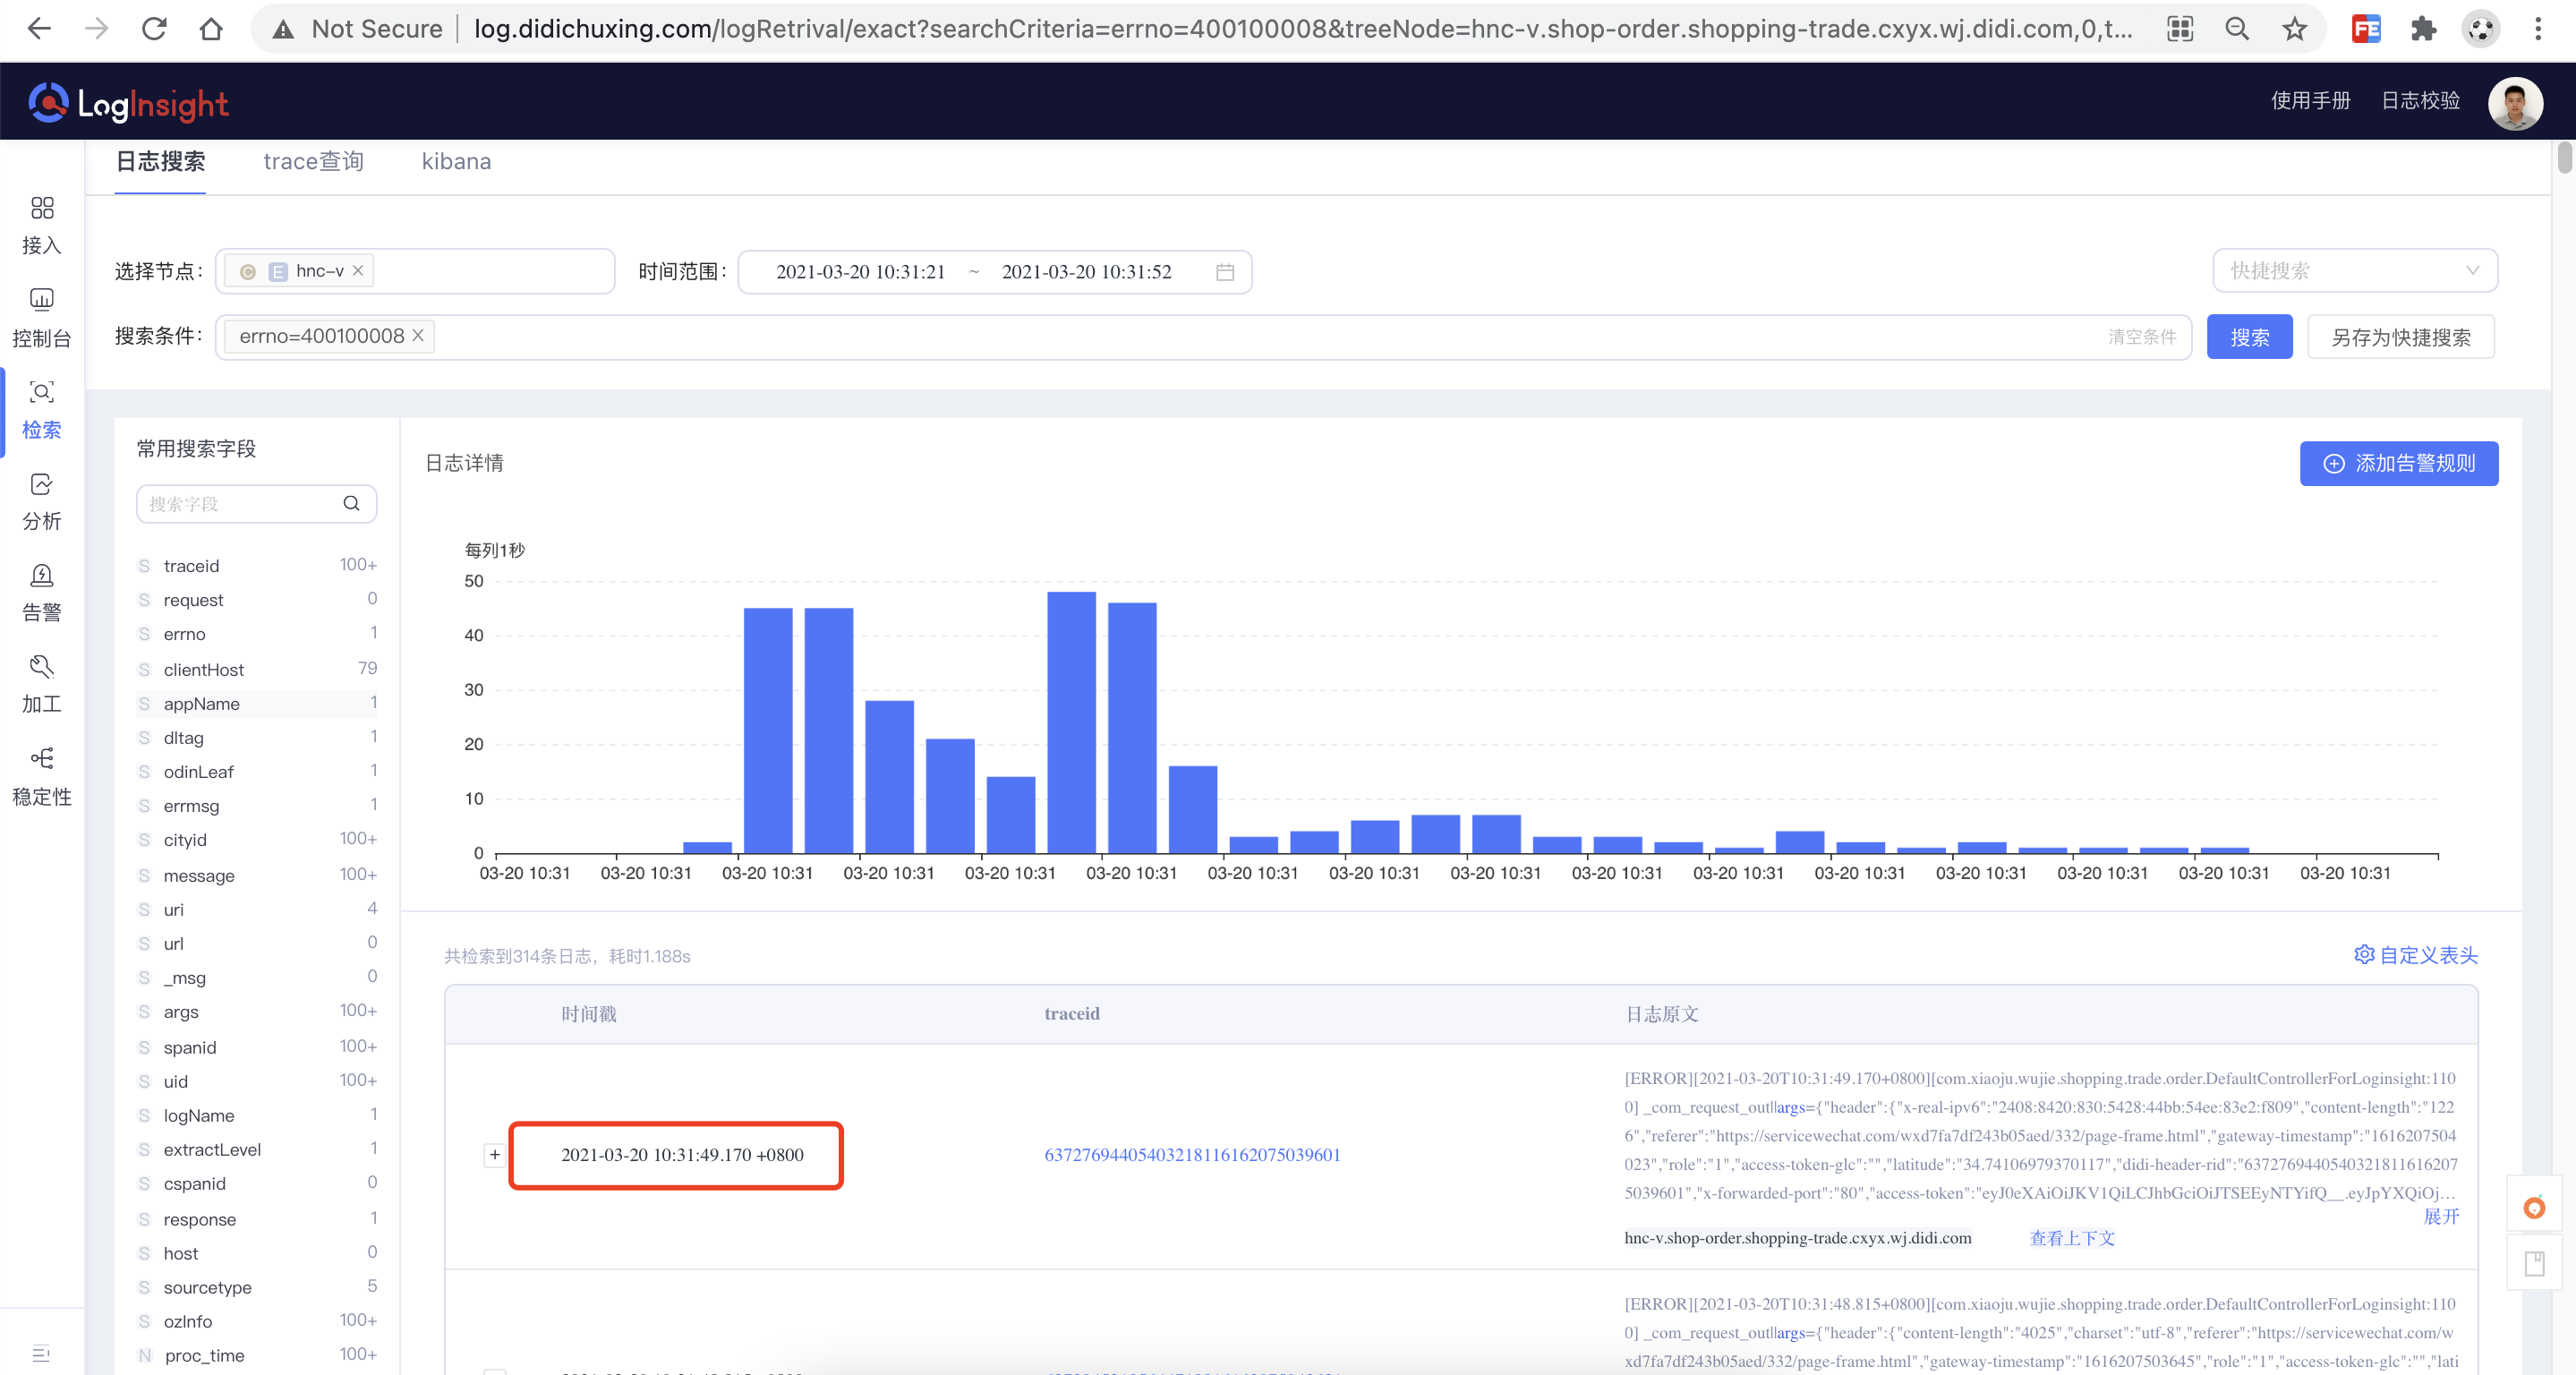 Not Secure
log.didichuxing.com/logRetrival/exact?searchCriteria=errno=400100008&treeNode=hnc-v.shop-order.shopping-trade.cxyx.wj.didi.com,0,t...
FE
LogInsight
使用手册
日志校验
日志搜索
trace查询
kibana
接入
控制台
检索
分析
告警
加工
稳定性
选择节点：
C E hnc-v ×
时间范围：
2021-03-20 10:31:21 ~ 2021-03-20 10:31:52
快捷搜索
搜索条件：
errno=400100008 ×
清空条件
搜索
另存为快捷搜索
常用搜索字段
搜索字段
S traceid 100+
S request 0
S errno 1
S clientHost 79
S appName 1
S dltag 1
S odinLeaf 1
S errmsg 1
S cityid 100+
S message 100+
S uri 4
S url 0
S _msg 0
S args 100+
S spanid 100+
S uid 100+
S logName 1
S extractLevel 1
S cspanid 0
S response 1
S host 0
S sourcetype 5
S ozInfo 100+
N proc_time 100+
日志详情
添加告警规则
每列1秒
50
40
30
20
10
0
03-20 10:31 03-20 10:31 03-20 10:31 03-20 10:31 03-20 10:31 03-20 10:31 03-20 10:31 03-20 10:31 03-20 10:31 03-20 10:31 03-20 10:31 03-20 10:31 03-20 10:31 03-20 10:31 03-20 10:31 03-20 10:31
共检索到314条日志，耗时1.188s
自定义表头
时间戳 traceid 日志原文
+ 2021-03-20 10:31:49.170 +0800
63727694405403218116162075039601
[ERROR][2021-03-20T10:31:49.170+0800][com.xiaoju.wujie.shopping.trade.order.DefaultControllerForLoginsight:110
0] _com_request_out||args={"header":{"x-real-ipv6":"2408:8420:830:5428:44bb:54ee:83e2:f809","content-length":"122
6","referer":"https://servicewechat.com/wxd7fa7df243b05aed/332/page-frame.html","gateway-timestamp":"1616207504
023","role":"1","access-token-glc":"","latitude":"34.74106979370117","didi-header-rid":"637276944054032181161620​7
5039601","x-forwarded-port":"80","access-token":"eyJ0eXAiOiJKV1QiLCJhbGciOiJTSEEyNTYifQ__.eyJpYXQiOj...
展开
hnc-v.shop-order.shopping-trade.cxyx.wj.didi.com
查看上下文
[ERROR][2021-03-20T10:31:48.815+0800][com.xiaoju.wujie.shopping.trade.order.DefaultControllerForLoginsight:110
0] _com_request_out||args={"header":{"content-length":"4025","charset":"utf-8","referer":"https://servicewechat.com/w
xd7fa7df243b05aed/332/page-frame.html","gateway-timestamp":"1616207503645","role":"1","access-token-glc":"","lati